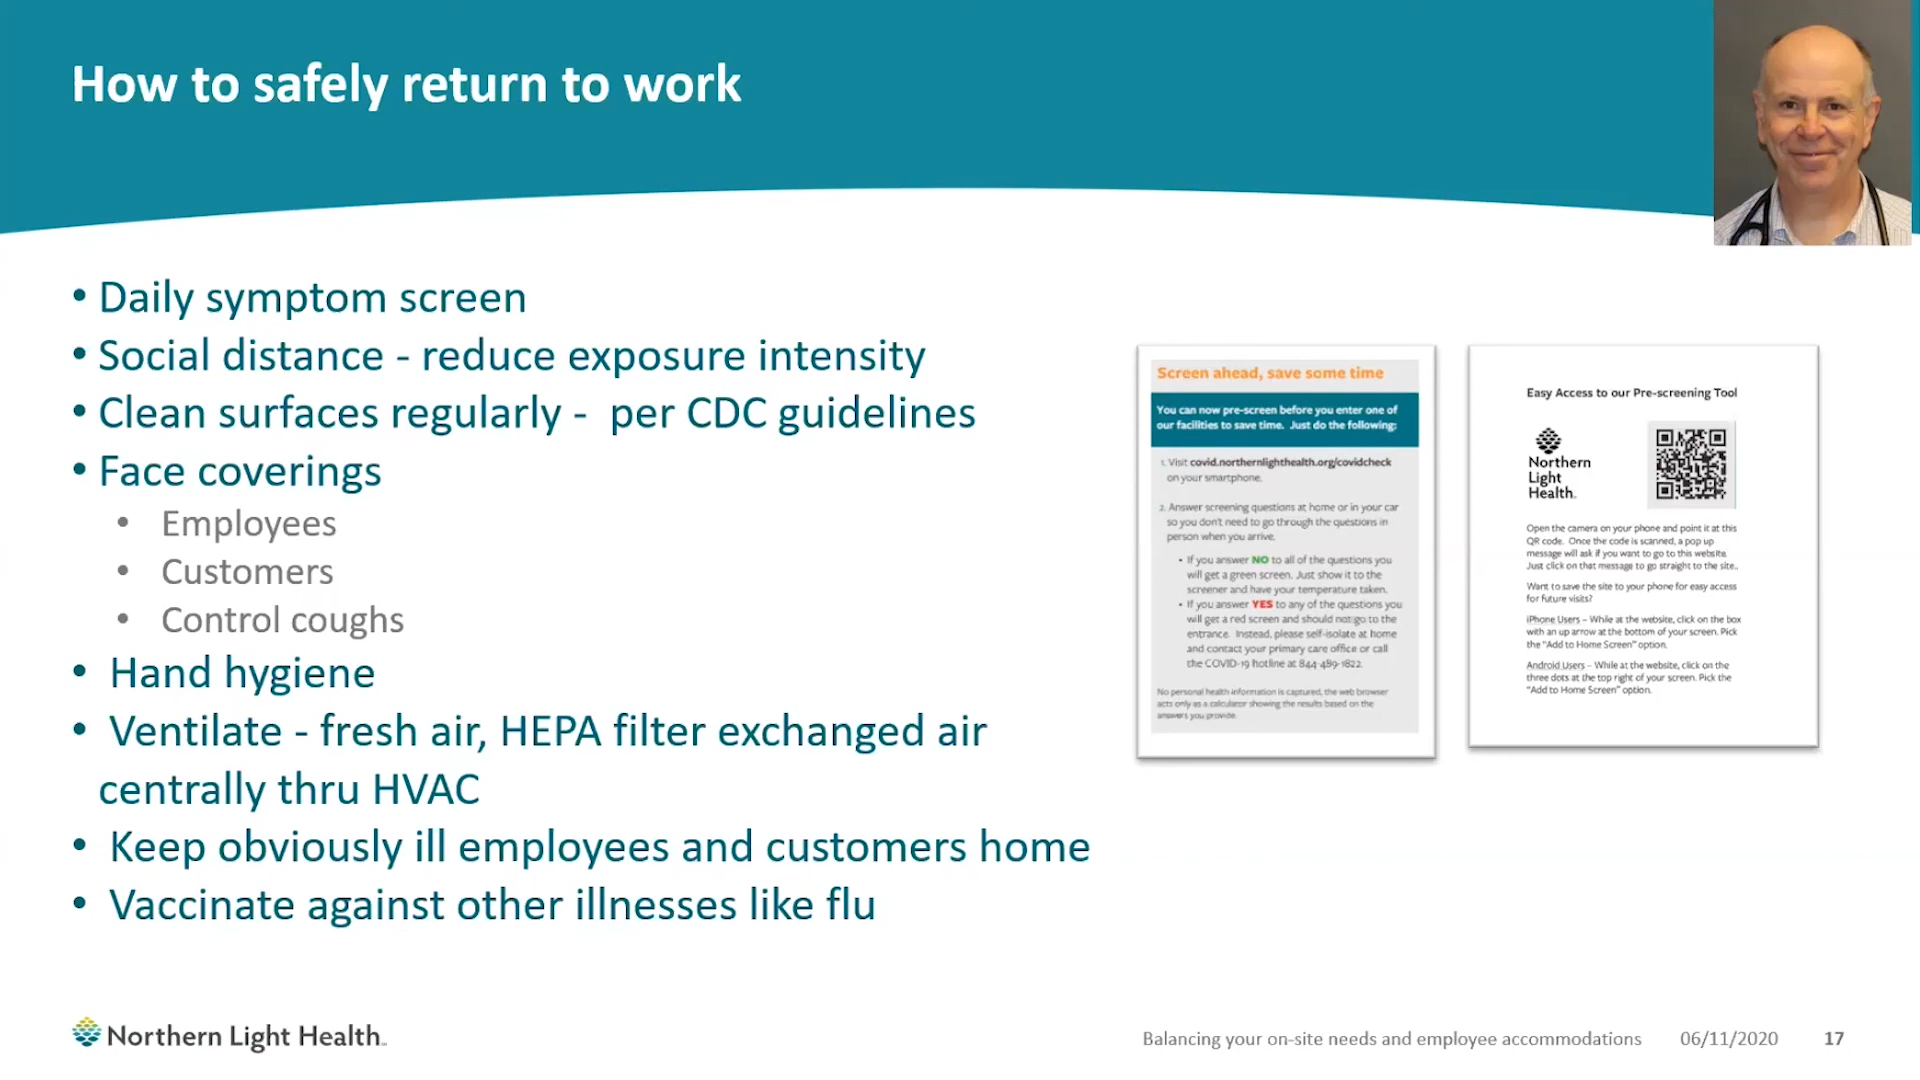 How to safely return to work
• Daily symptom screen
• Social distance - reduce exposure intensity
• Clean surfaces regularly -  per CDC guidelines
• Face coverings
• Employees
• Customers
• Control coughs
• Hand hygiene
• Ventilate - fresh air, HEPA filter exchanged air
centrally thru HVAC
• Keep obviously ill employees and customers home
• Vaccinate against other illnesses like flu
Screen ahead, save some time
You can now pre-screen before you enter one of
our facilities to save time.  Just do the following:
1. Visit covid.northernlighthealth.org/covidcheck
on your smartphone.
2. Answer screening questions at home or in your car
so you don't need to go through the questions in
person when you arrive.
• If you answer NO to all of the questions you
will get a green screen. Just show it to the
screener and have your temperature taken.
• If you answer YES to any of the questions you
will get a red screen and should not go to the
entrance.  Instead, please self-isolate at home
and contact your primary care office or call
the COVID-19 hotline at 844-489-1822.
No personal health information is captured, the web browser
acts only as a calculator showing the results based on the
answers you provide.
Easy Access to our Pre-screening Tool
Northern
Light
Health.
Open the camera on your phone and point it at this
QR code.  Once the code is scanned, a pop up
message will ask if you want to go to this website.
Just click on that message to go straight to the site..
Want to save the site to your phone for easy access
for future visits?
iPhone Users – While at the website, click on the box
with an up arrow at the bottom of your screen. Pick
the "Add to Home Screen" option.
Android Users – While at the website, click on the
three dots at the top right of your screen. Pick the
"Add to Home Screen" option.
Northern Light Health
Balancing your on-site needs and employee accommodations
06/11/2020
17